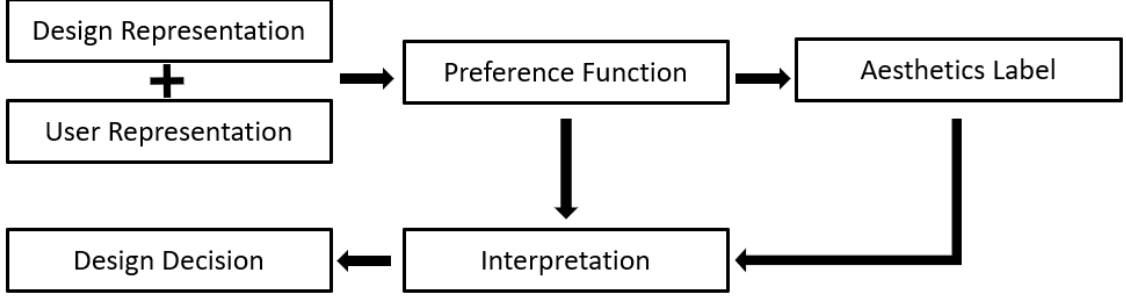 Design Representation
+
User Representation
Preference Function
Aesthetics Label
Design Decision
Interpretation